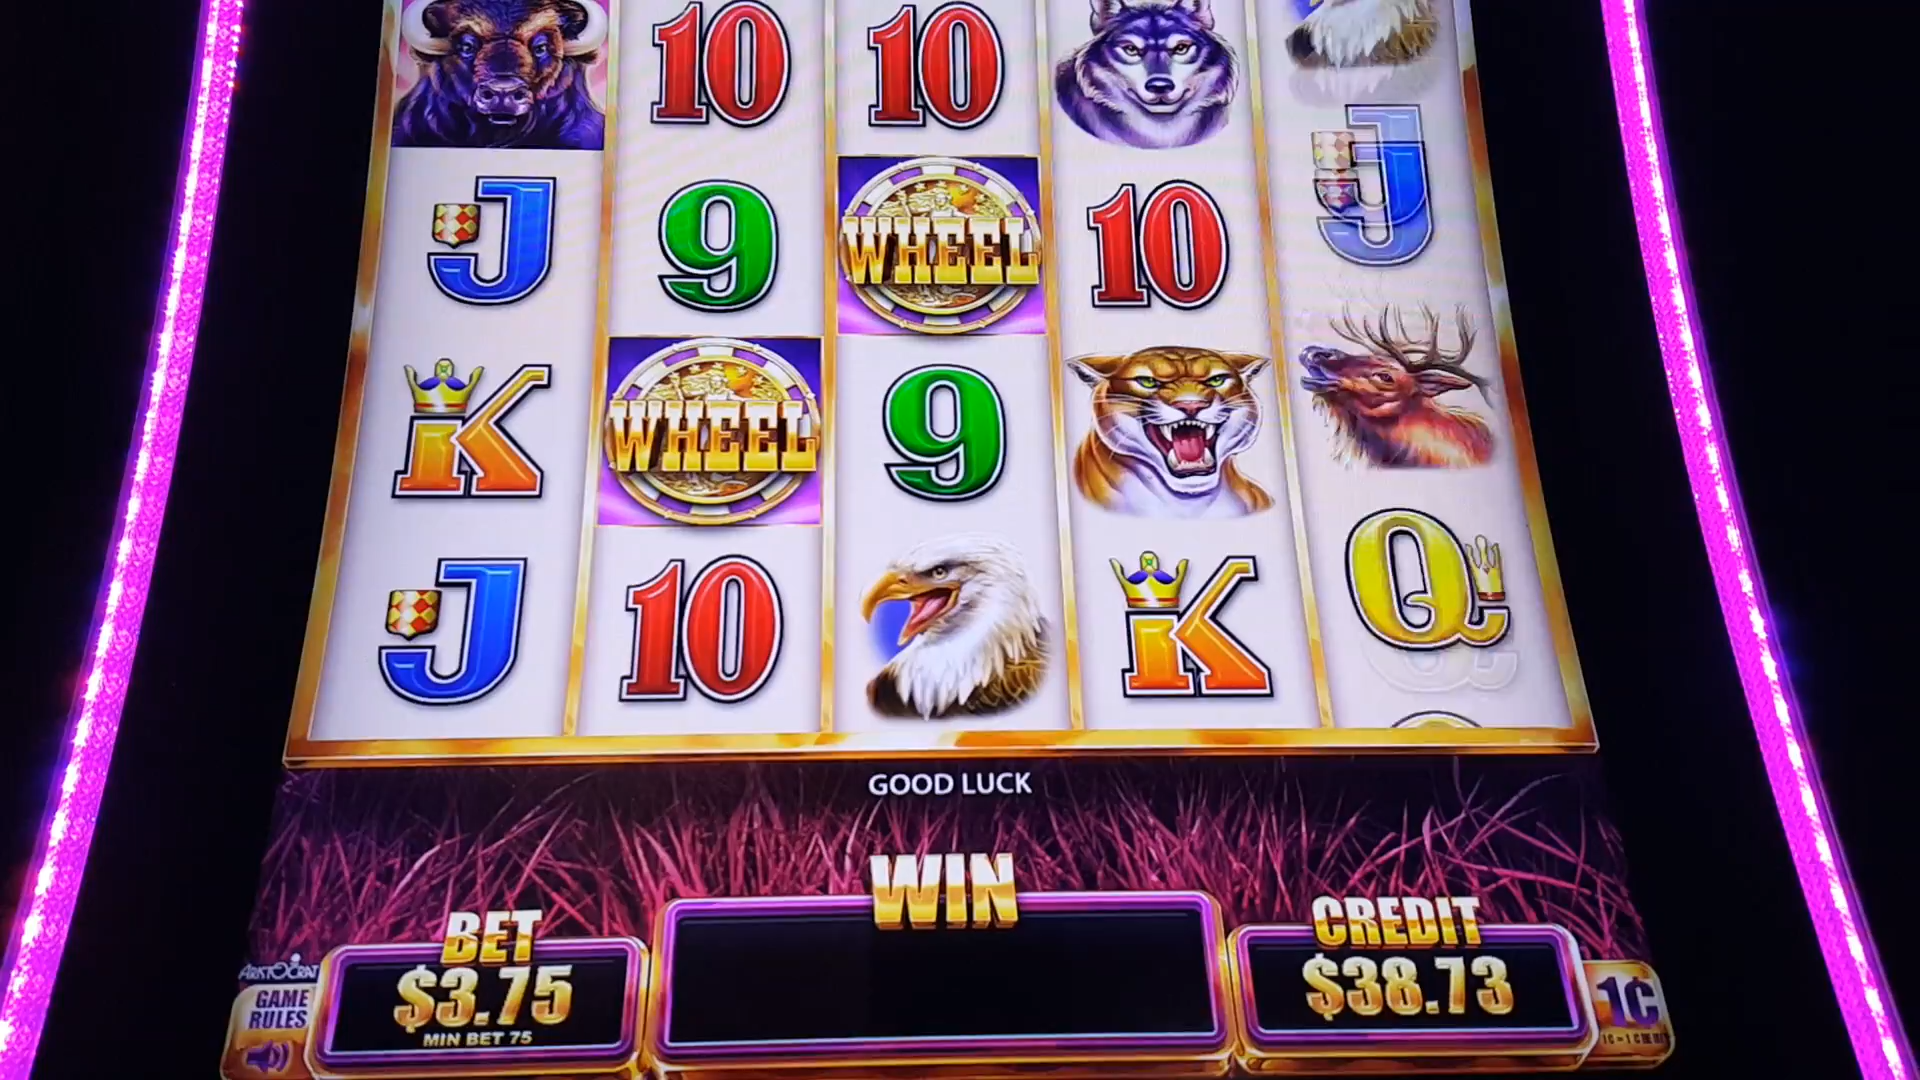 10 10
J 9 WHEEL 10 J
K WHEEL 9
J 10 K Q
GOOD LUCK
WIN
BET
$3.75
MIN BET 75
CREDIT
$38.73
ARISTOCRAT
GAME
RULES
1¢